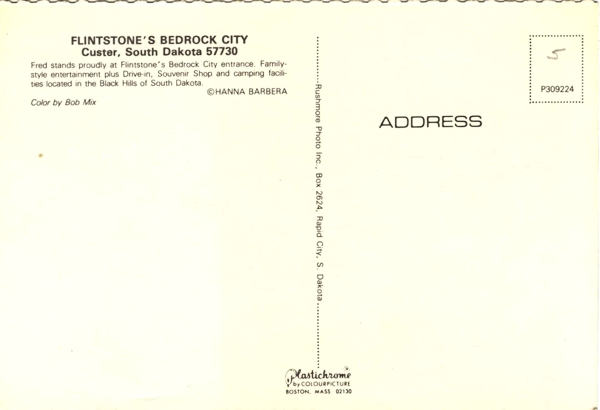 FLINTSTONE'S BEDROCK CITY
Custer, South Dakota 57730
Fred stands proudly at Flintstone's Bedrock City entrance. Family-
style entertainment plus Drive-in, Souvenir Shop and camping facili-
ties located in the Black Hills of South Dakota.
©HANNA BARBERA
Color by Bob Mix
Rushmore Photo Inc., Box 2624, Rapid City, S. Dakota
5
P309224
ADDRESS
Plastichrome
by COLOURPICTURE
BOSTON, MASS 02130